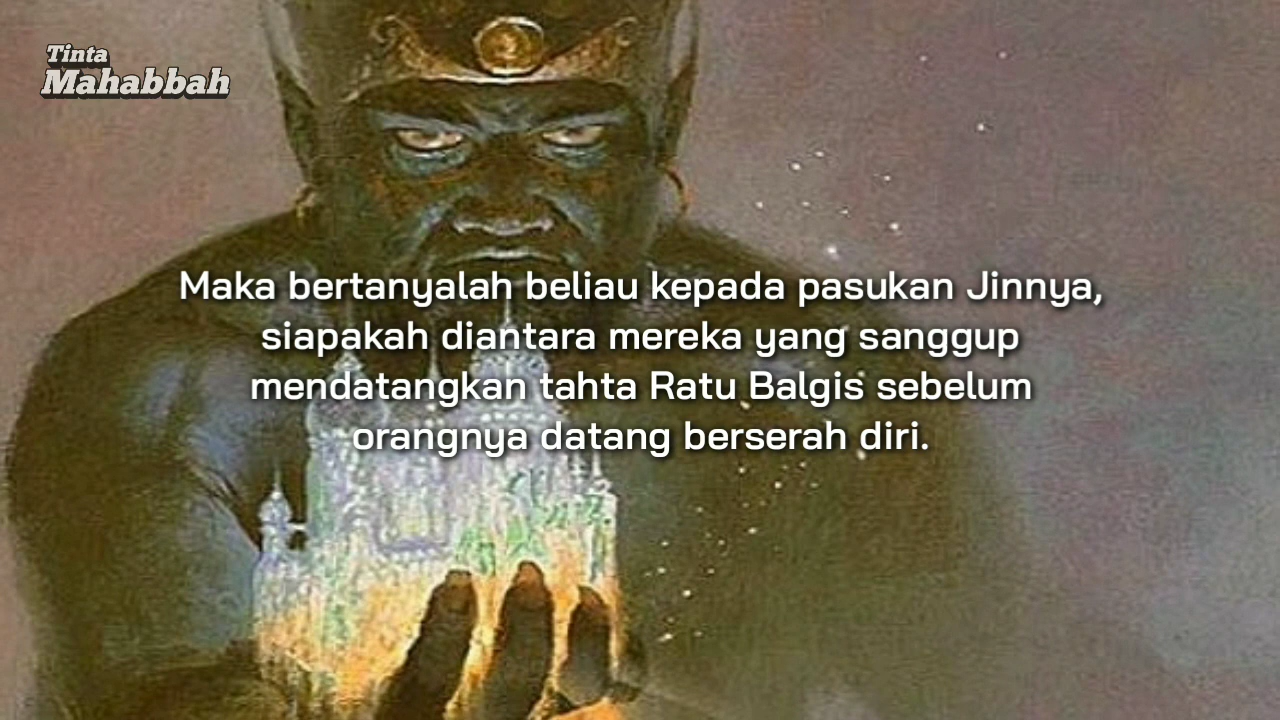 Tinta
Mahabbah
Maka bertanyalah beliau kepada pasukan Jinnya,
siapakah diantara mereka yang sanggup
mendatangkan tahta Ratu Balgis sebelum
orangnya datang berserah diri.